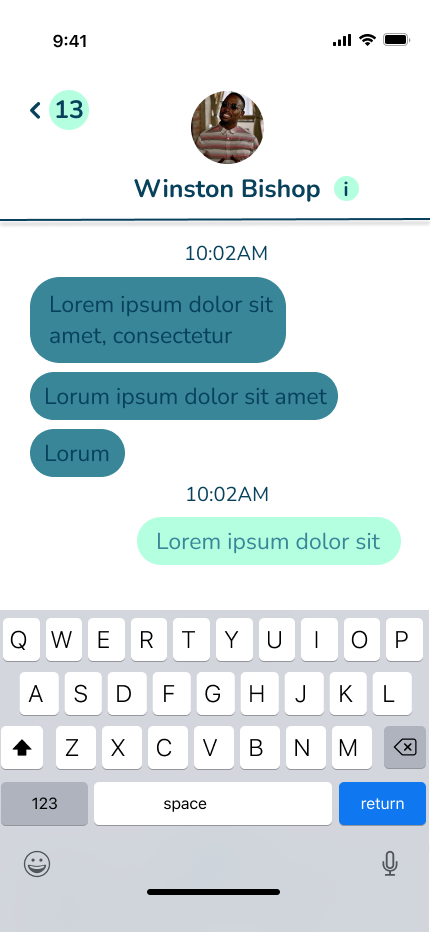 9:41
13
Winston Bishop i
10:02AM
Lorem ipsum dolor sit
amet, consectetur
Lorum ipsum dolor sit amet
Lorum
10:02AM
Lorem ipsum dolor sit
Q W E R T Y U I O P
A S D F G H J K L
Z X C V B N M
123 space return